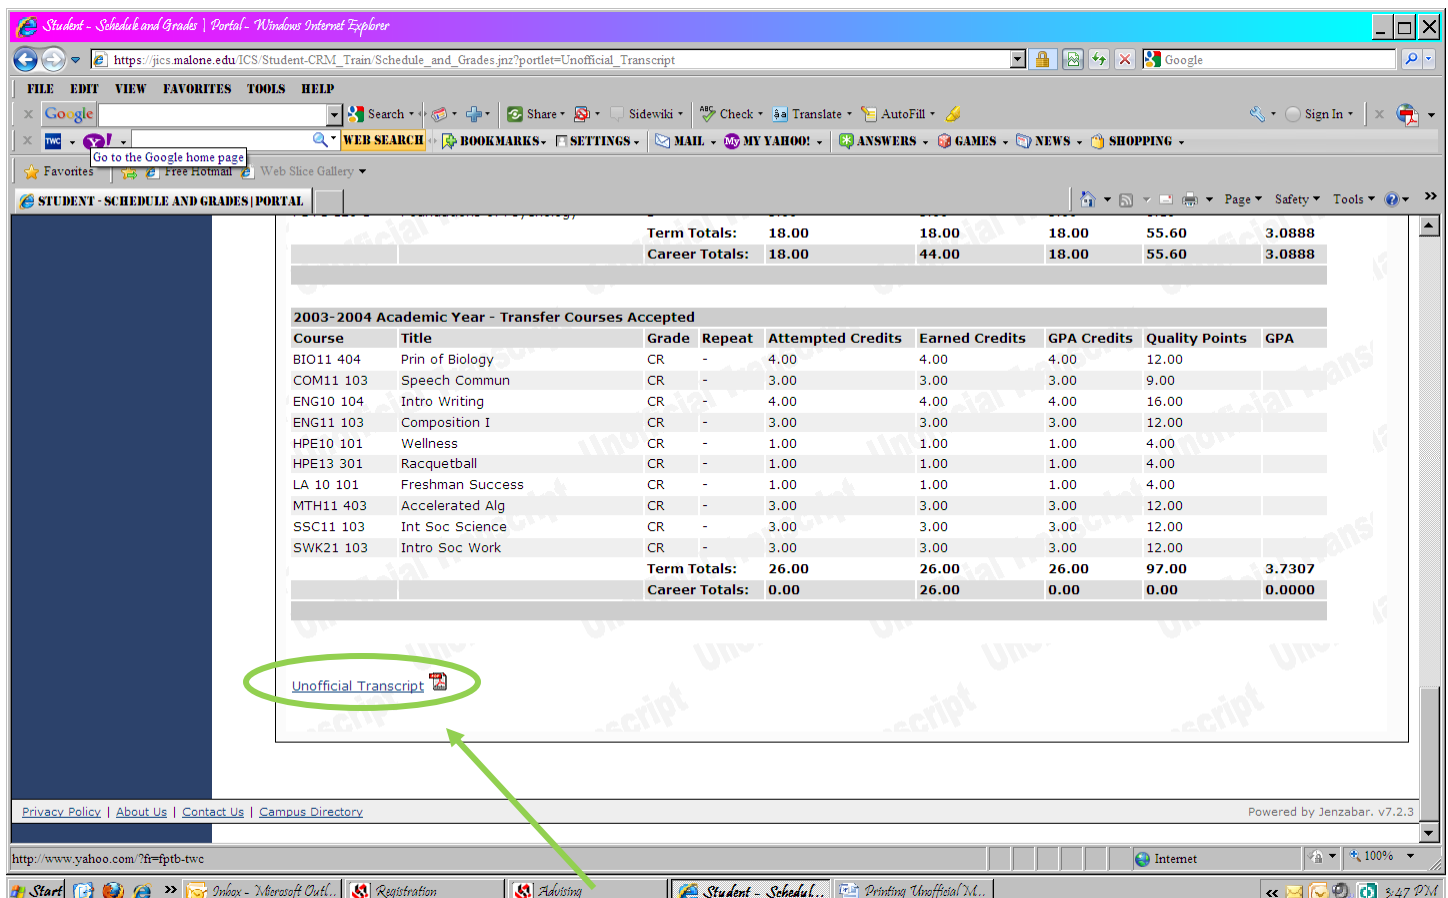 Student - Schedule and Grades | Portal - Windows Internet Explorer
https://jics.malone.edu/ICS/Student-CRM_Train/Schedule_and_Grades.jnz?portlet=Unofficial_Transcript Google
FILE EDIT VIEW FAVORITES TOOLS HELP
x Google Search Share Sidewiki ABC Check âa Translate AutoFill Sign In x
x TWC Y! WEB SEARCH BOOKMARKS SETTINGS MAIL My MY YAHOO! ANSWERS GAMES NEWS SHOPPING
Go to the Google home page
Favorites Free Hotmail Web Slice Gallery
STUDENT - SCHEDULE AND GRADES | PORTAL Page Safety Tools
Term Totals: 18.00 18.00 18.00 55.60 3.0888
Career Totals: 18.00 44.00 18.00 55.60 3.0888
2003-2004 Academic Year - Transfer Courses Accepted
Course Title Grade Repeat Attempted Credits Earned Credits GPA Credits Quality Points GPA
BIO11 404 Prin of Biology CR - 4.00 4.00 4.00 12.00
COM11 103 Speech Commun CR - 3.00 3.00 3.00 9.00
ENG10 104 Intro Writing CR - 4.00 4.00 4.00 16.00
ENG11 103 Composition I CR - 3.00 3.00 3.00 12.00
HPE10 101 Wellness CR - 1.00 1.00 1.00 4.00
HPE13 301 Racquetball CR - 1.00 1.00 1.00 4.00
LA 10 101 Freshman Success CR - 1.00 1.00 1.00 4.00
MTH11 403 Accelerated Alg CR - 3.00 3.00 3.00 12.00
SSC11 103 Int Soc Science CR - 3.00 3.00 3.00 12.00
SWK21 103 Intro Soc Work CR - 3.00 3.00 3.00 12.00
Term Totals: 26.00 26.00 26.00 97.00 3.7307
Career Totals: 0.00 26.00 0.00 0.00 0.0000
Unofficial Transcript
Privacy Policy | About Us | Contact Us | Campus Directory Powered by Jenzabar. v7.2.3
http://www.yahoo.com/?fr=fptb-twc Internet 100%
Start Inbox - Microsoft Outl... Registration Advising Student - Schedul... Printing Unofficial M... 3:47 PM